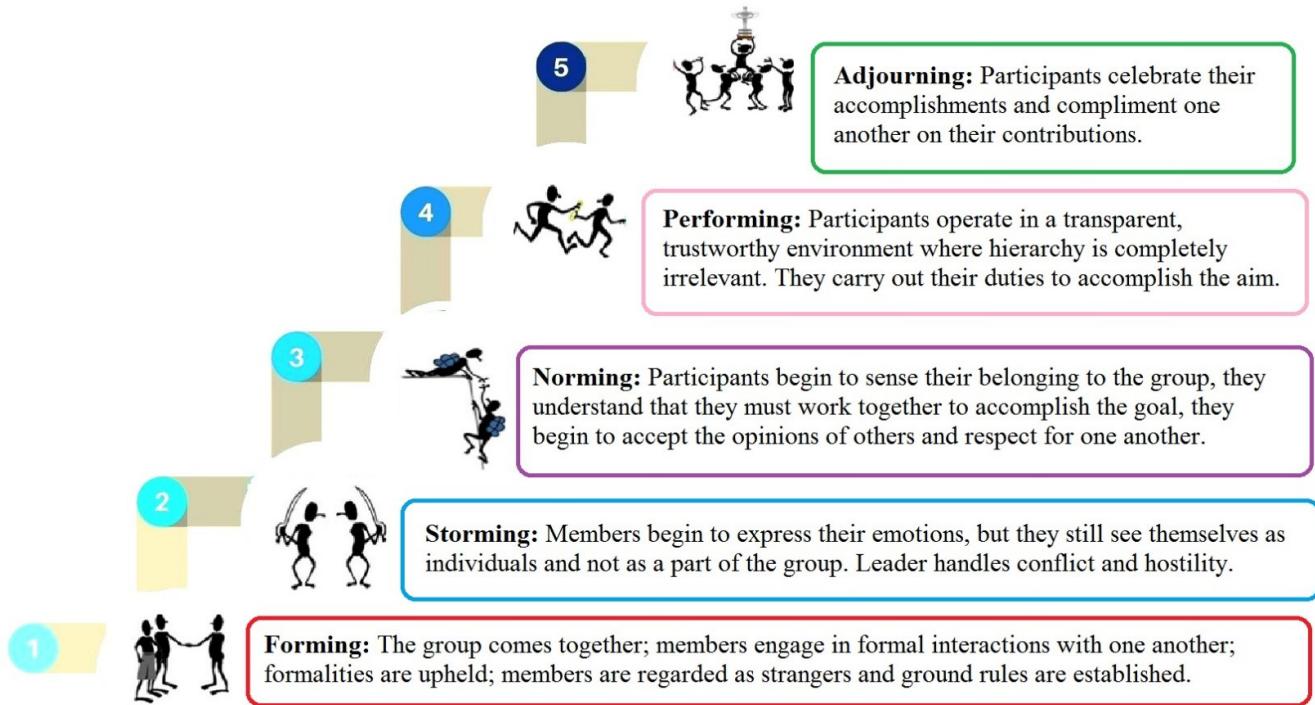 5
Adjourning: Participants celebrate their
accomplishments and compliment one
another on their contributions.
4
Performing: Participants operate in a transparent,
trustworthy environment where hierarchy is completely
irrelevant. They carry out their duties to accomplish the aim.
3
Norming: Participants begin to sense their belonging to the group, they
understand that they must work together to accomplish the goal, they
begin to accept the opinions of others and respect for one another.
2
Storming: Members begin to express their emotions, but they still see themselves as
individuals and not as a part of the group. Leader handles conflict and hostility.
1
Forming: The group comes together; members engage in formal interactions with one another;
formalities are upheld; members are regarded as strangers and ground rules are established.